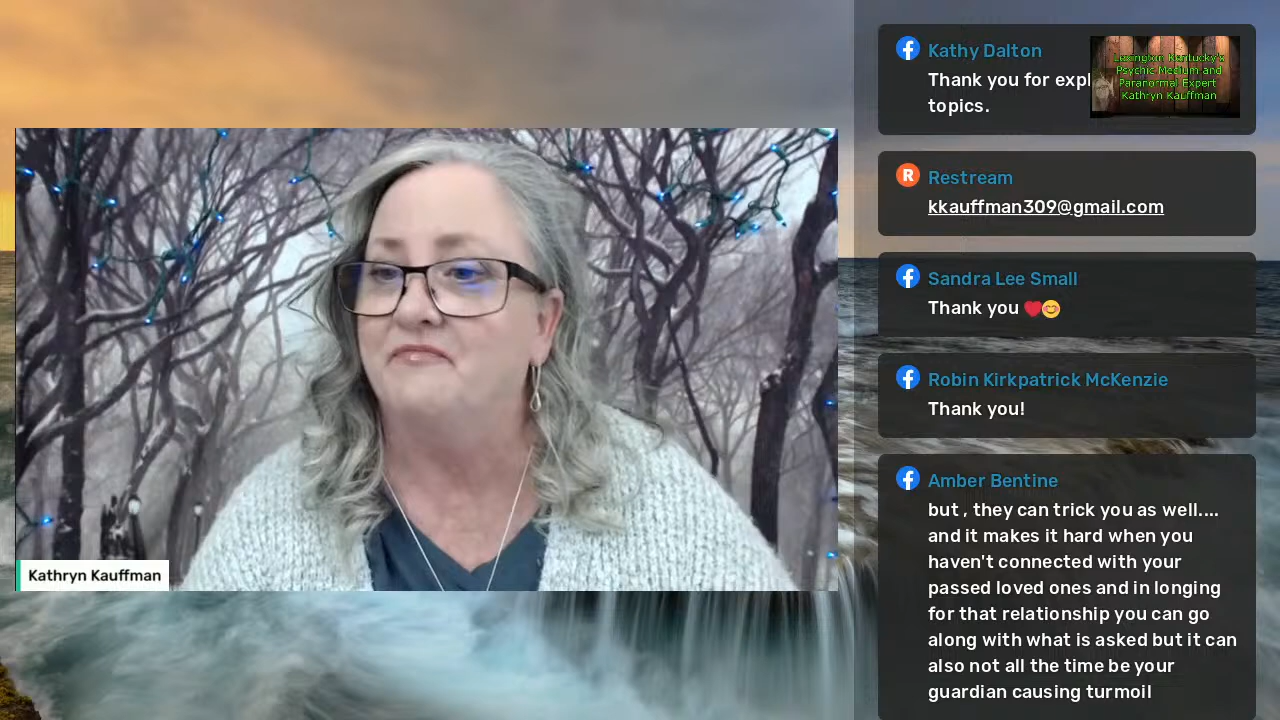 Kathy Dalton
Thank you for expl
topics.
Lexington Kentucky's
Psychic Medium and
Paranormal Expert
Kathryn Kauffman
Restream
kkauffman309@gmail.com
Sandra Lee Small
Thank you ❤😊
Robin Kirkpatrick McKenzie
Thank you!
Amber Bentine
but , they can trick you as well....
and it makes it hard when you
haven't connected with your
passed loved ones and in longing
for that relationship you can go
along with what is asked but it can
also not all the time be your
guardian causing turmoil
Kathryn Kauffman